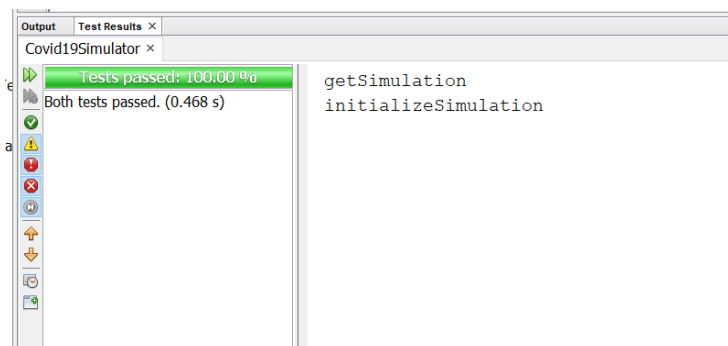 Output Test Results ×
Covid19Simulator ×
Tests passed: 100.00 %
Both tests passed. (0.468 s)
getSimulation
initializeSimulation